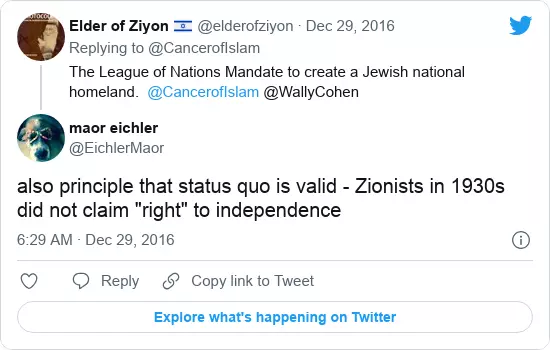 Elder of Ziyon 🇮🇱 @elderofziyon · Dec 29, 2016
Replying to @CancerofIslam
The League of Nations Mandate to create a Jewish national
homeland. @CancerofIslam @WallyCohen
maor eichler
@EichlerMaor
also principle that status quo is valid - Zionists in 1930s
did not claim "right" to independence
6:29 AM · Dec 29, 2016
Reply Copy link to Tweet
Explore what's happening on Twitter